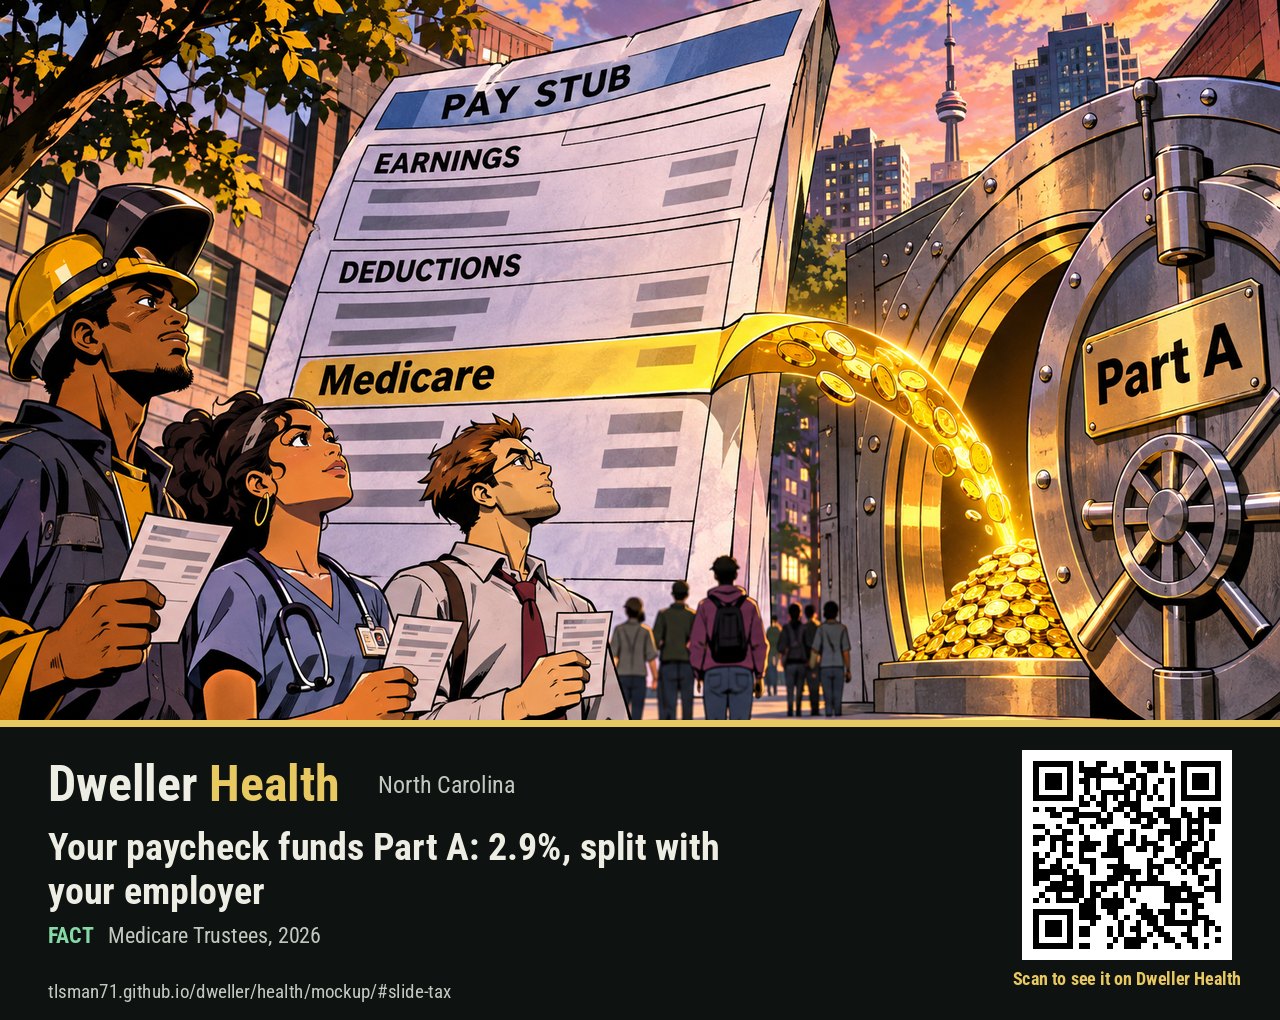 PAY STUB
EARNINGS
DEDUCTIONS
Medicare
Part A
Dweller Health
North Carolina
Your paycheck funds Part A: 2.9%, split with
your employer
FACT Medicare Trustees, 2026
tlsman71.github.io/dweller/health/mockup/#slide-tax
Scan to see it on Dweller Health